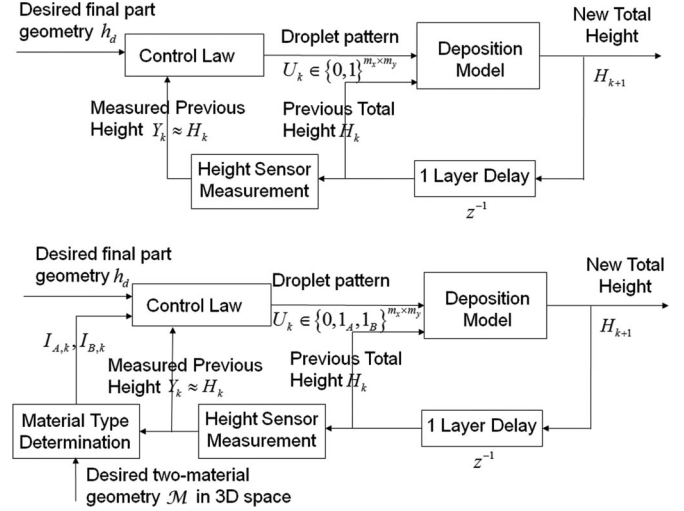 Desired final part
geometry h_d
Control Law
Droplet pattern
U_k ∈ {0,1}^{m_x×m_y}
Deposition
Model
New Total
Height
H_{k+1}
Measured Previous
Height Y_k ≈ H_k
Previous Total
Height H_k
Height Sensor
Measurement
1 Layer Delay
z^{-1}
Desired final part
geometry h_d
Control Law
Droplet pattern
U_k ∈ {0,1_A,1_B}^{m_x×m_y}
Deposition
Model
New Total
Height
H_{k+1}
I_{A,k}, I_{B,k}
Measured Previous
Height Y_k ≈ H_k
Previous Total
Height H_k
Material Type
Determination
Height Sensor
Measurement
1 Layer Delay
z^{-1}
Desired two-material
geometry ℳ in 3D space